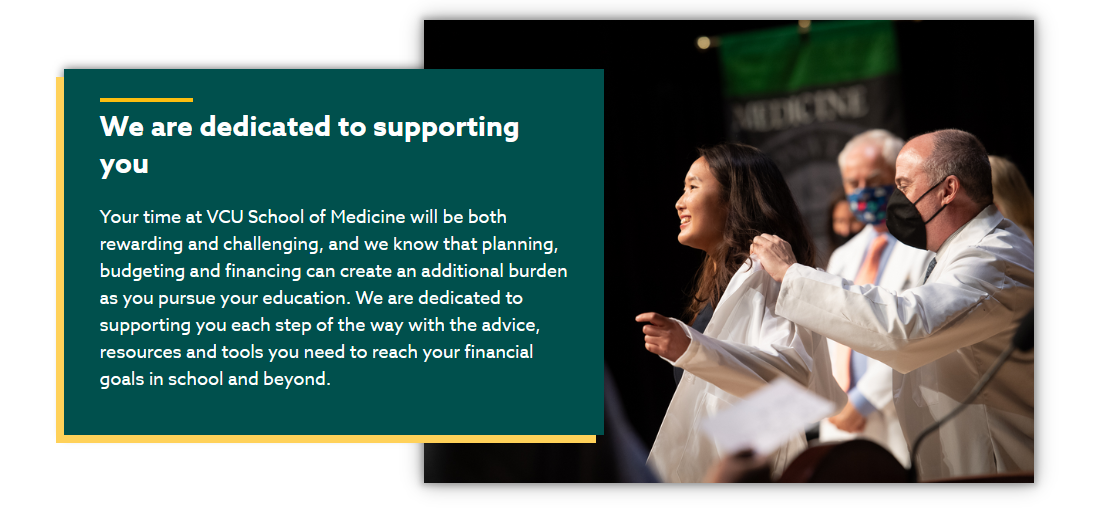 We are dedicated to supporting
you
Your time at VCU School of Medicine will be both
rewarding and challenging, and we know that planning,
budgeting and financing can create an additional burden
as you pursue your education. We are dedicated to
supporting you each step of the way with the advice,
resources and tools you need to reach your financial
goals in school and beyond.
MEDICINE